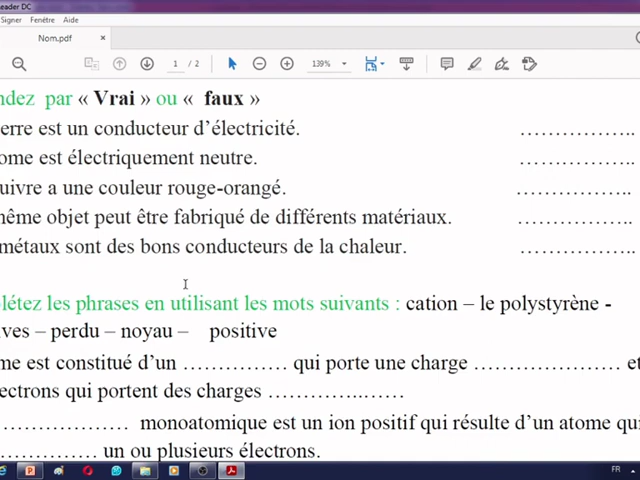 eader DC
Signer Fenêtre Aide
Nom.pdf ×
1 / 2 139%
ndez par « Vrai » ou « faux »
erre est un conducteur d'électricité. ……………..
ome est électriquement neutre. ……………..
uivre a une couleur rouge-orangé. ……………..
même objet peut être fabriqué de différents matériaux. ……………..
métaux sont des bons conducteurs de la chaleur. ……………..
létez les phrases en utilisant les mots suivants : cation – le polystyrène -
ves – perdu – noyau – positive
me est constitué d'un …………… qui porte une charge ………………… et
ectrons qui portent des charges …………..……
……………… monoatomique est un ion positif qui résulte d'un atome qui
…………. un ou plusieurs électrons.
FR